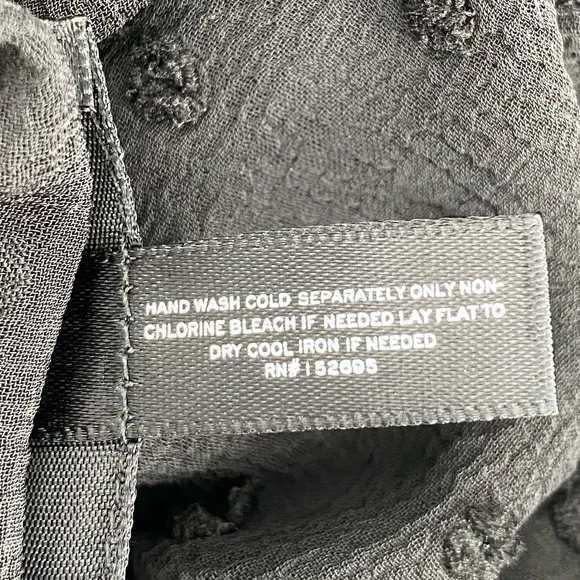 HAND WASH COLD SEPARATELY ONLY NON-
CHLORINE BLEACH IF NEEDED LAY FLAT TO
DRY COOL IRON IF NEEDED
RN# 152695